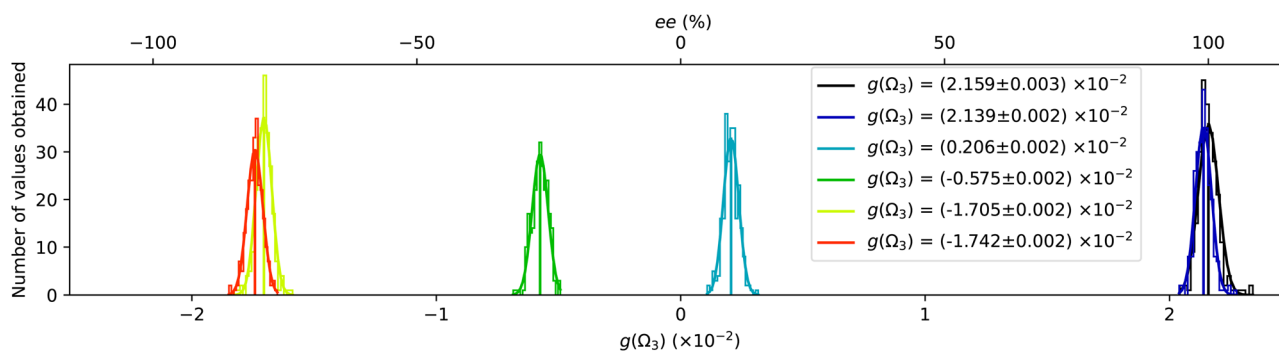 ee (%)
−100 −50 0 50 100
Number of values obtained
40
30
20
10
0
g(Ω₃) = (2.159±0.003) ×10⁻²
g(Ω₃) = (2.139±0.002) ×10⁻²
g(Ω₃) = (0.206±0.002) ×10⁻²
g(Ω₃) = (-0.575±0.002) ×10⁻²
g(Ω₃) = (-1.705±0.002) ×10⁻²
g(Ω₃) = (-1.742±0.002) ×10⁻²
−2 −1 0 1 2
g(Ω₃) (×10⁻²)